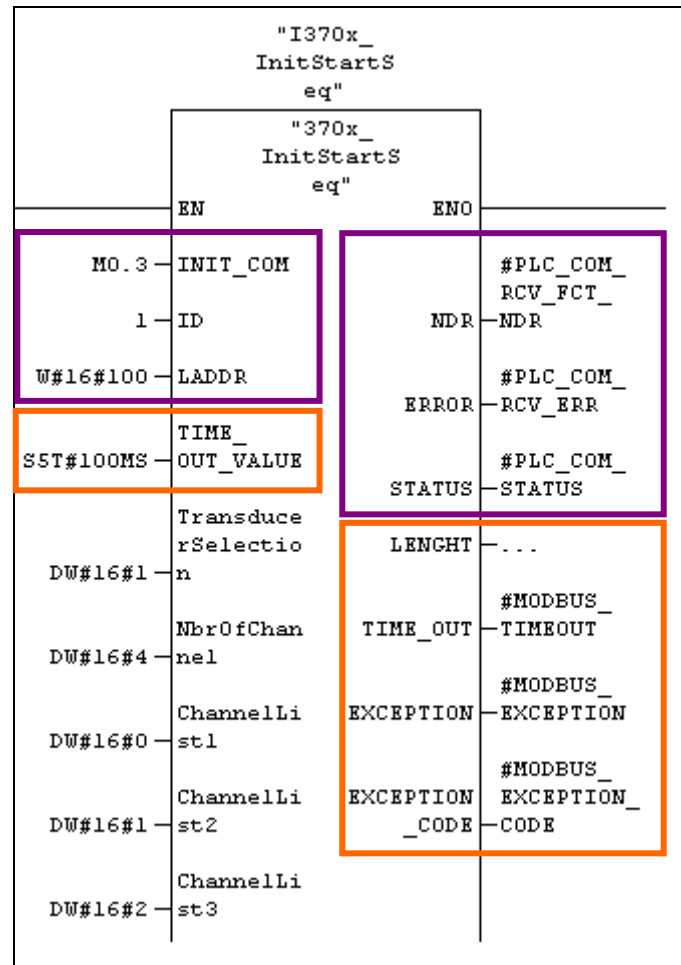 "I370x_
InitStartS
eq"
"370x_
InitStartS
eq"
EN ENO
M0.3 INIT_COM
1 ID
W#16#100 LADDR
TIME_
S5T#100MS OUT_VALUE
Transduce
rSelectio
DW#16#1 n
NbrOfChan
DW#16#4 nel
ChannelLi
DW#16#0 st1
ChannelLi
DW#16#1 st2
ChannelLi
DW#16#2 st3
#PLC_COM_
RCV_FCT_
NDR NDR
#PLC_COM_
ERROR RCV_ERR
#PLC_COM_
STATUS STATUS
LENGHT ...
#MODBUS_
TIME_OUT TIMEOUT
#MODBUS_
EXCEPTION EXCEPTION
#MODBUS_
EXCEPTION EXCEPTION_
_CODE CODE